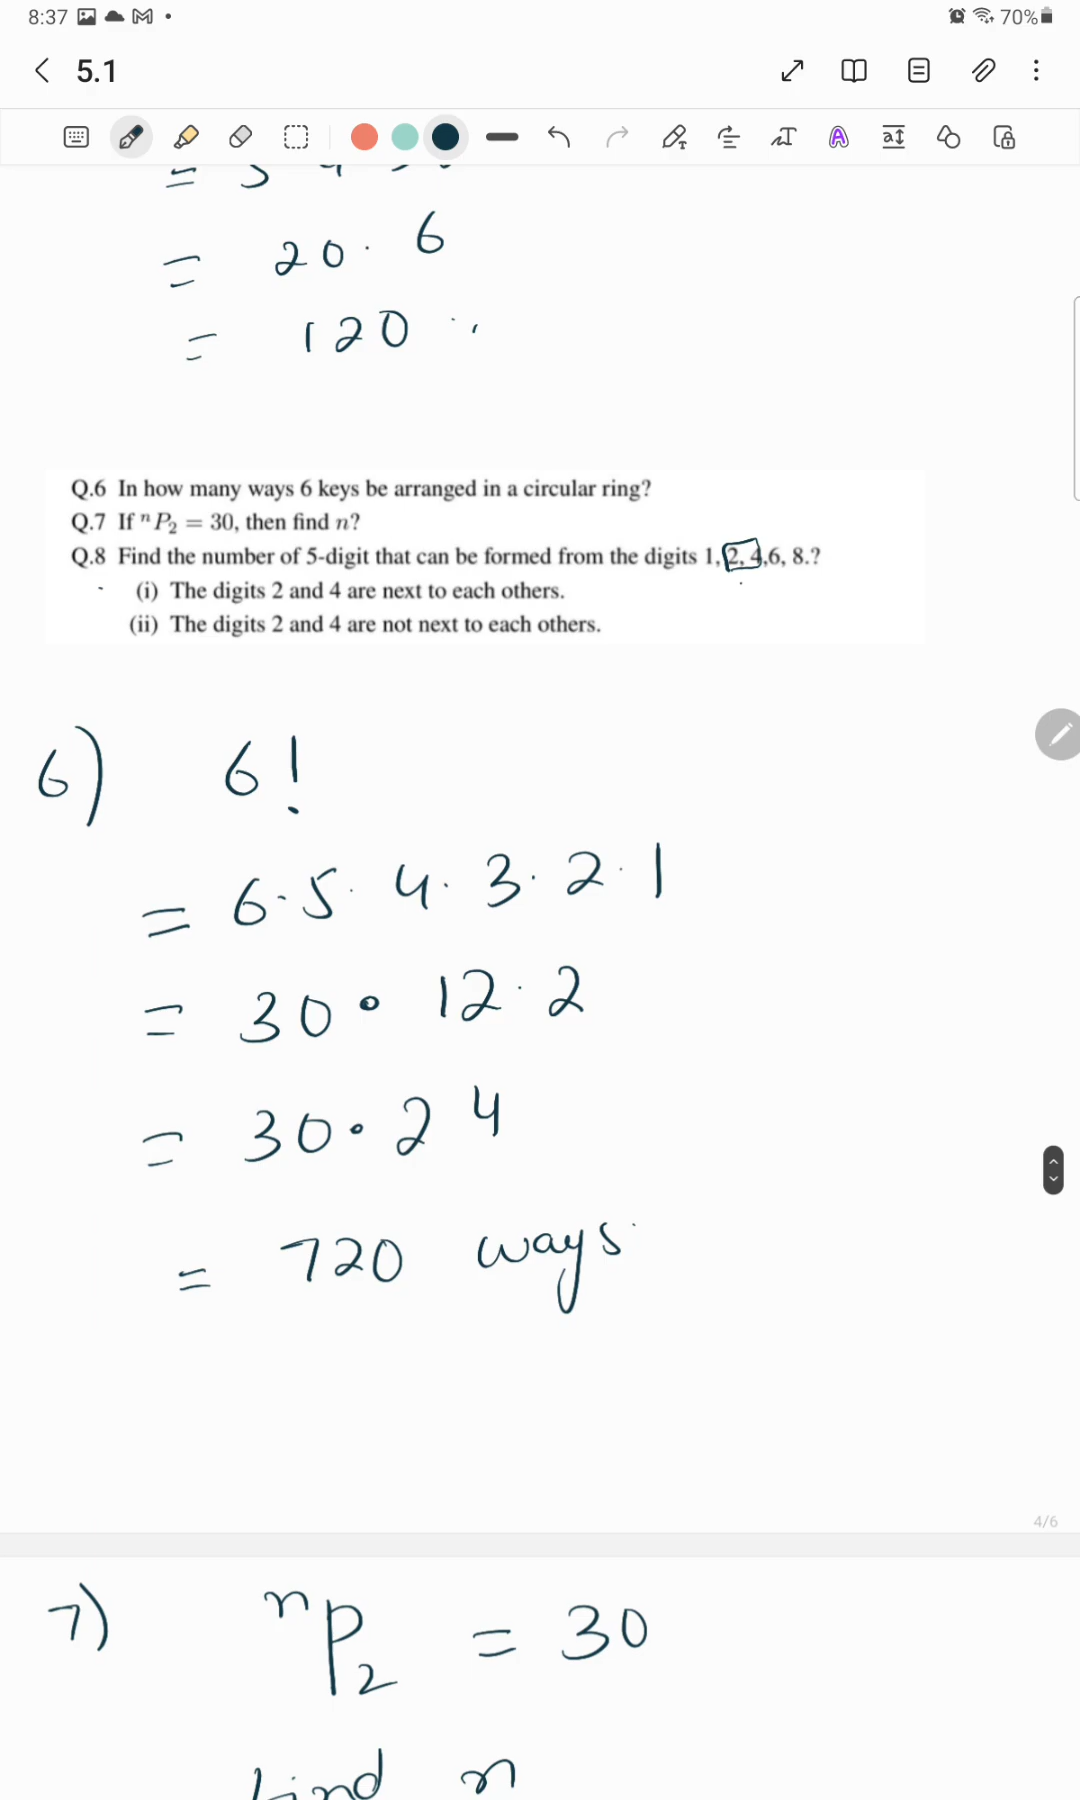 8:37
70%
5.1
= 20 · 6
= 120
Q.6 In how many ways 6 keys be arranged in a circular ring?
Q.7 If ⁿP₂ = 30, then find n?
Q.8 Find the number of 5-digit that can be formed from the digits 1, 2, 4,6, 8.?
(i) The digits 2 and 4 are next to each others.
(ii) The digits 2 and 4 are not next to each others.
6) 6!
= 6·5·4·3·2·1
= 30·12·2
= 30·24
= 720 ways
4/6
7) ⁿP₂ = 30
find n